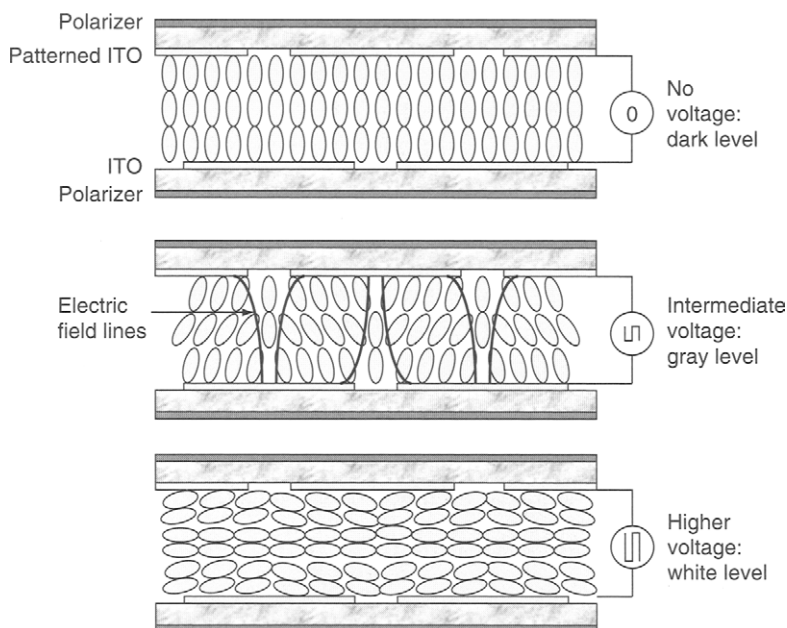 Polarizer
Patterned ITO
ITO
Polarizer
0
No
voltage:
dark level
Electric
field lines
Intermediate
voltage:
gray level
Higher
voltage:
white level